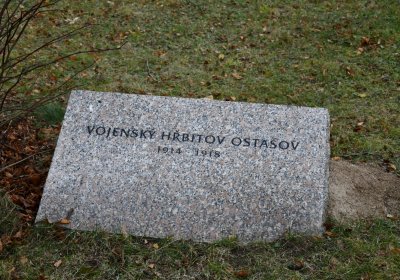 VOJENSKÝ HŘBITOV OSTAŠOV
1914 - 1918